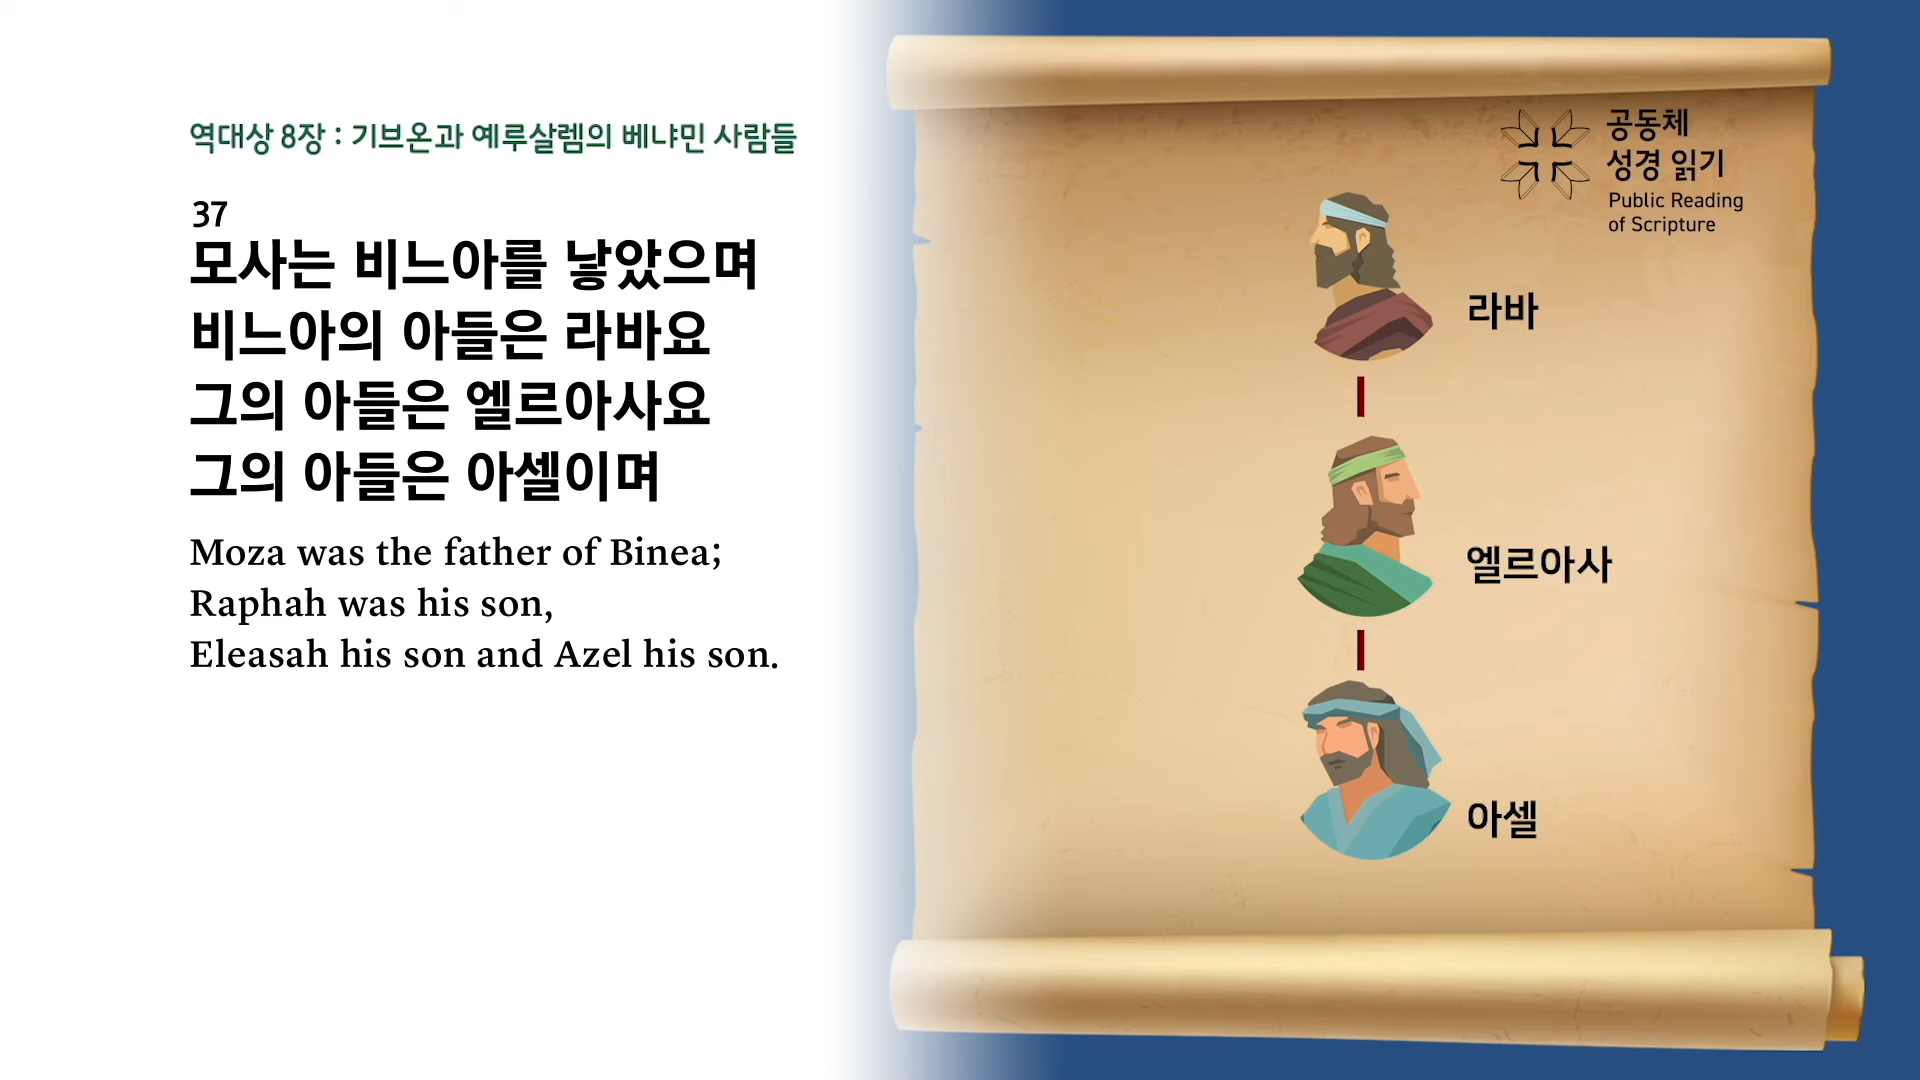 역대상 8장 : 기브온과 예루살렘의 베냐민 사람들
37
모사는 비느아를 낳았으며
비느아의 아들은 라바요
그의 아들은 엘르아사요
그의 아들은 아셀이며
Moza was the father of Binea;
Raphah was his son,
Eleasah his son and Azel his son.
공동체
성경 읽기
Public Reading
of Scripture
라바
엘르아사
아셀